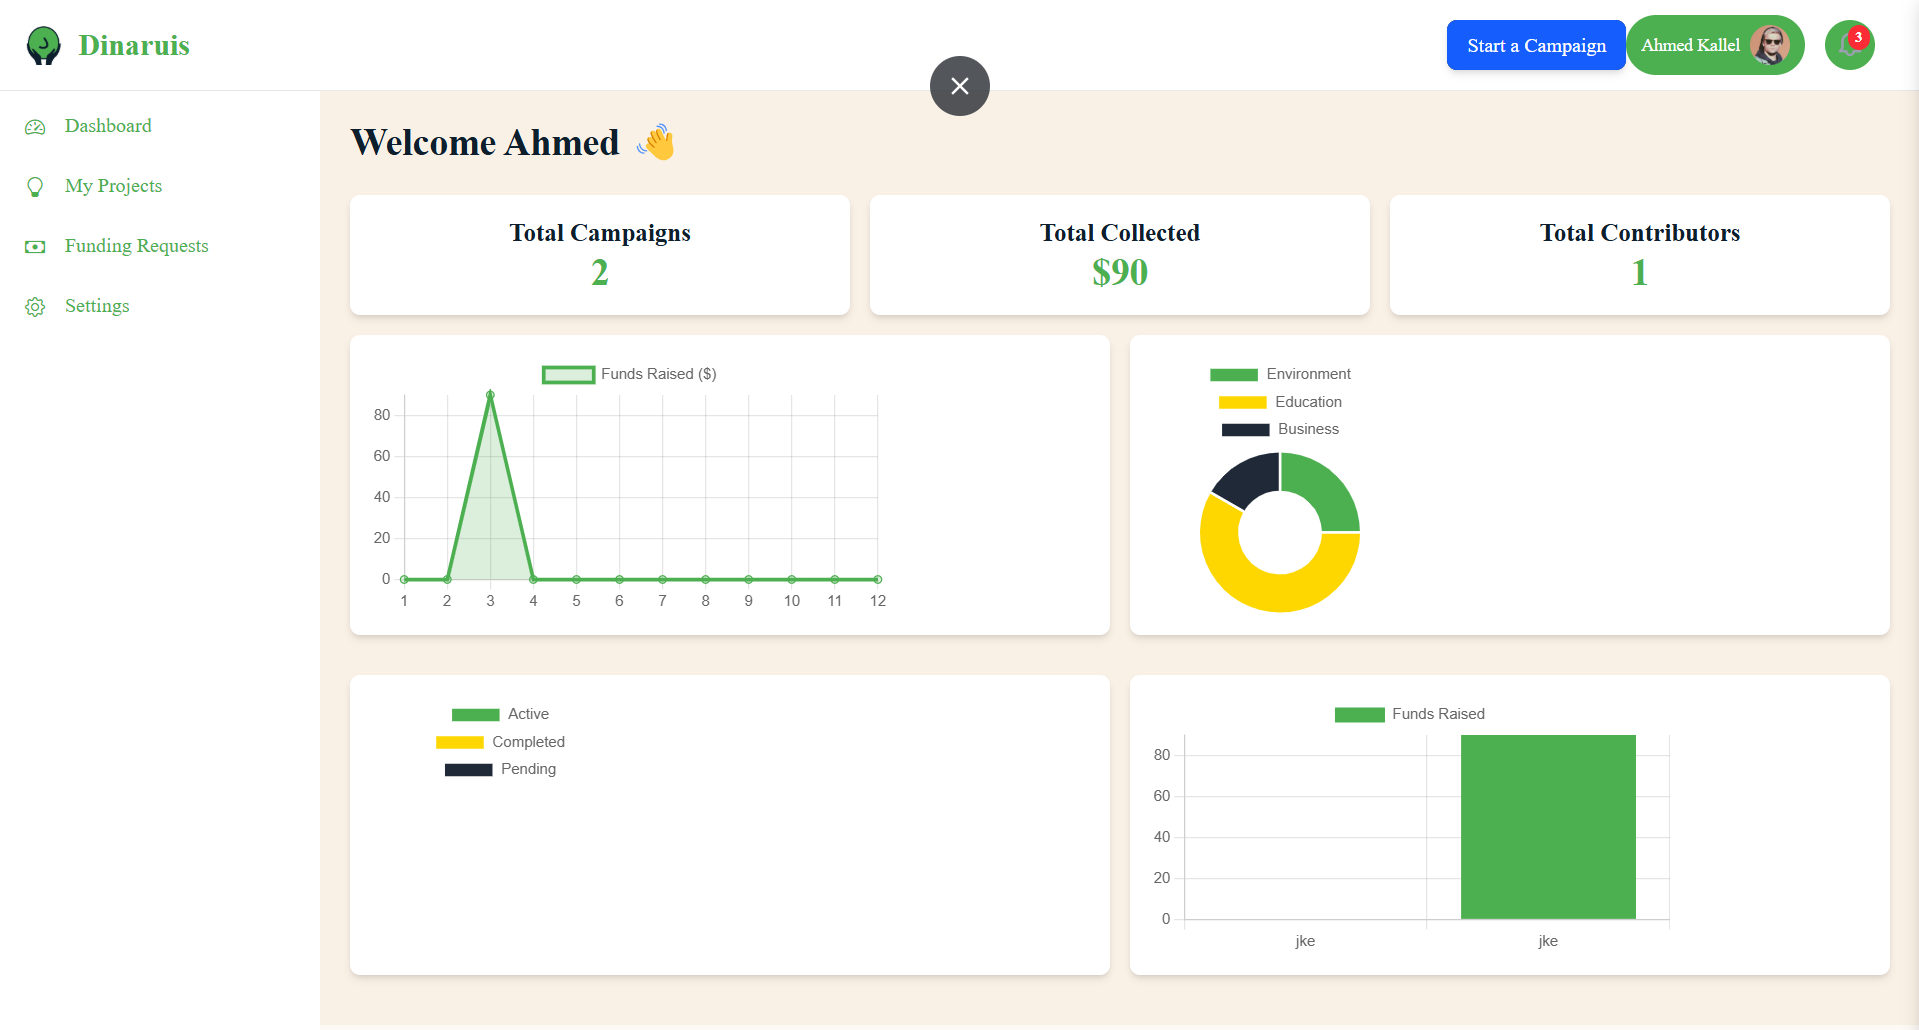 Dinaruis
Start a Campaign
Ahmed Kallel
3
Dashboard
My Projects
Funding Requests
Settings
Welcome Ahmed 👋
Total Campaigns
2
Total Collected
$90
Total Contributors
1
Funds Raised ($)
80
60
40
20
0
1 2 3 4 5 6 7 8 9 10 11 12
Environment
Education
Business
Active
Completed
Pending
Funds Raised
80
60
40
20
0
jke jke